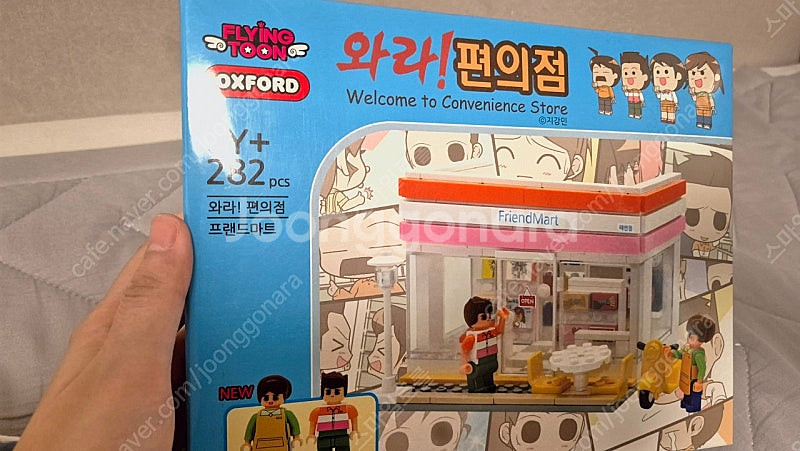 FLYING
TOON
OXFORD
와라! 편의점
Welcome to Convenience Store
©지강민
Y+
282 pcs
와라! 편의점
프랜드마트
FriendMart
OPEN
NEW
Joonggonara
cafe.naver.com/joonggonara